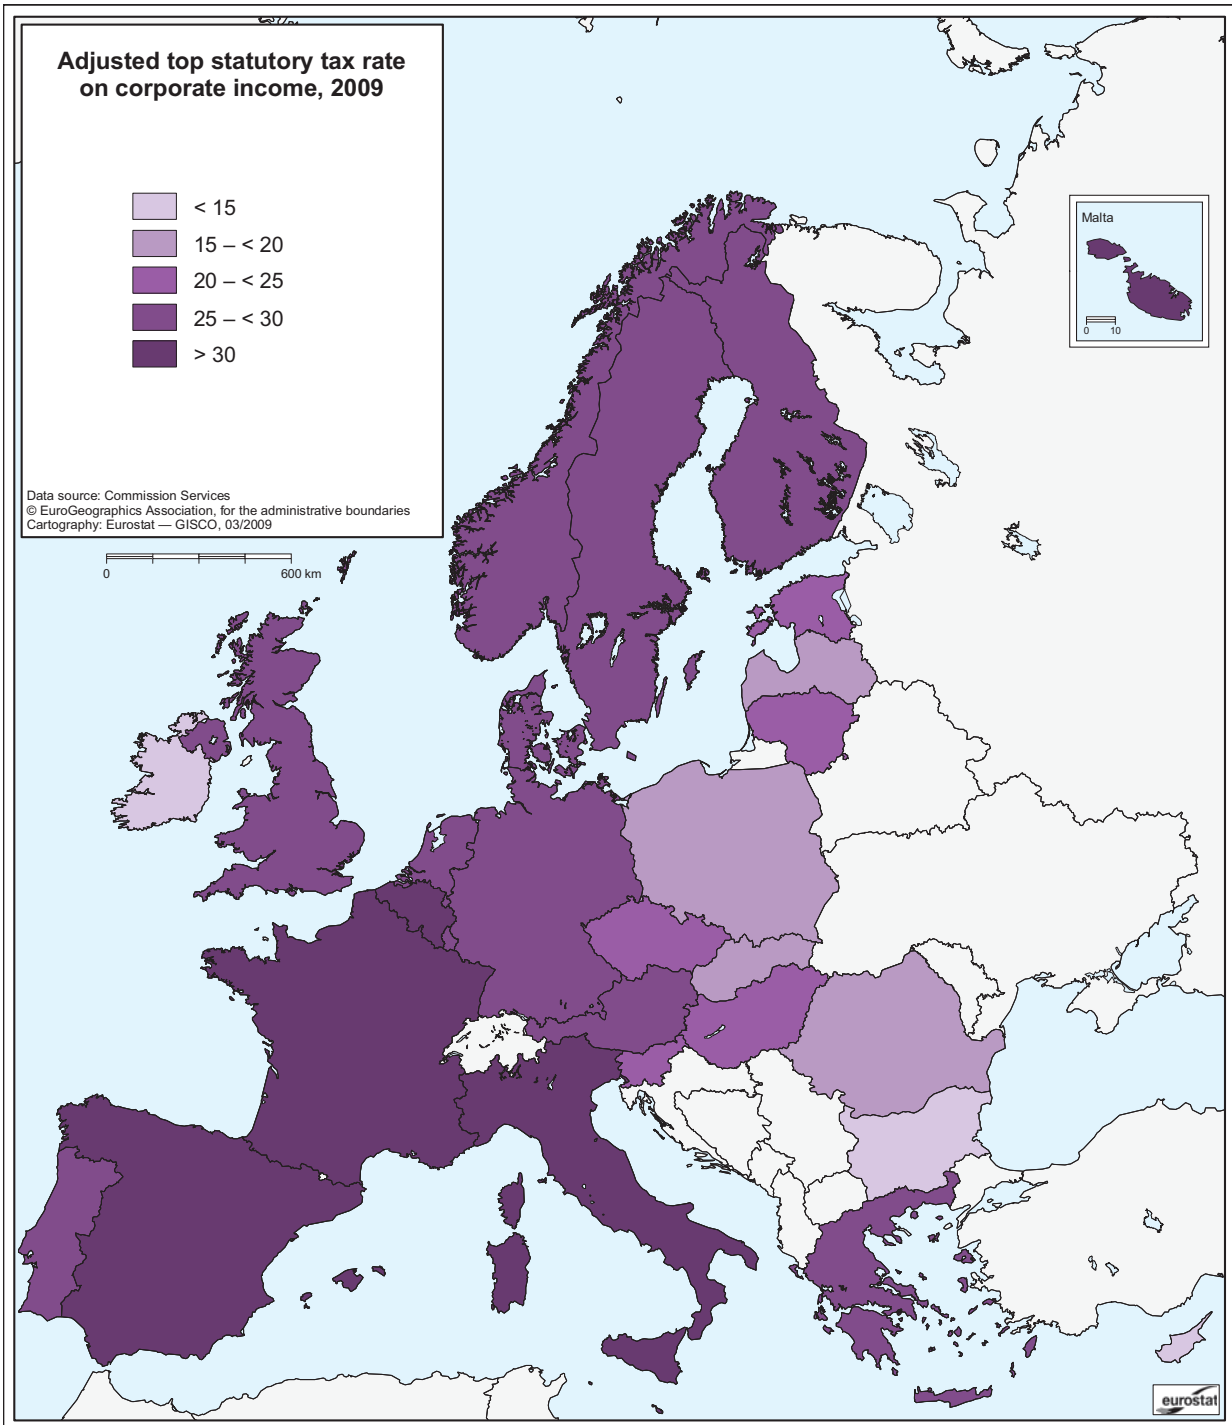 Adjusted top statutory tax rate
on corporate income, 2009
< 15
15 – < 20
20 – < 25
25 – < 30
> 30
Data source: Commission Services
© EuroGeographics Association, for the administrative boundaries
Cartography: Eurostat — GISCO, 03/2009
0 600 km
Malta
0 10
eurostat